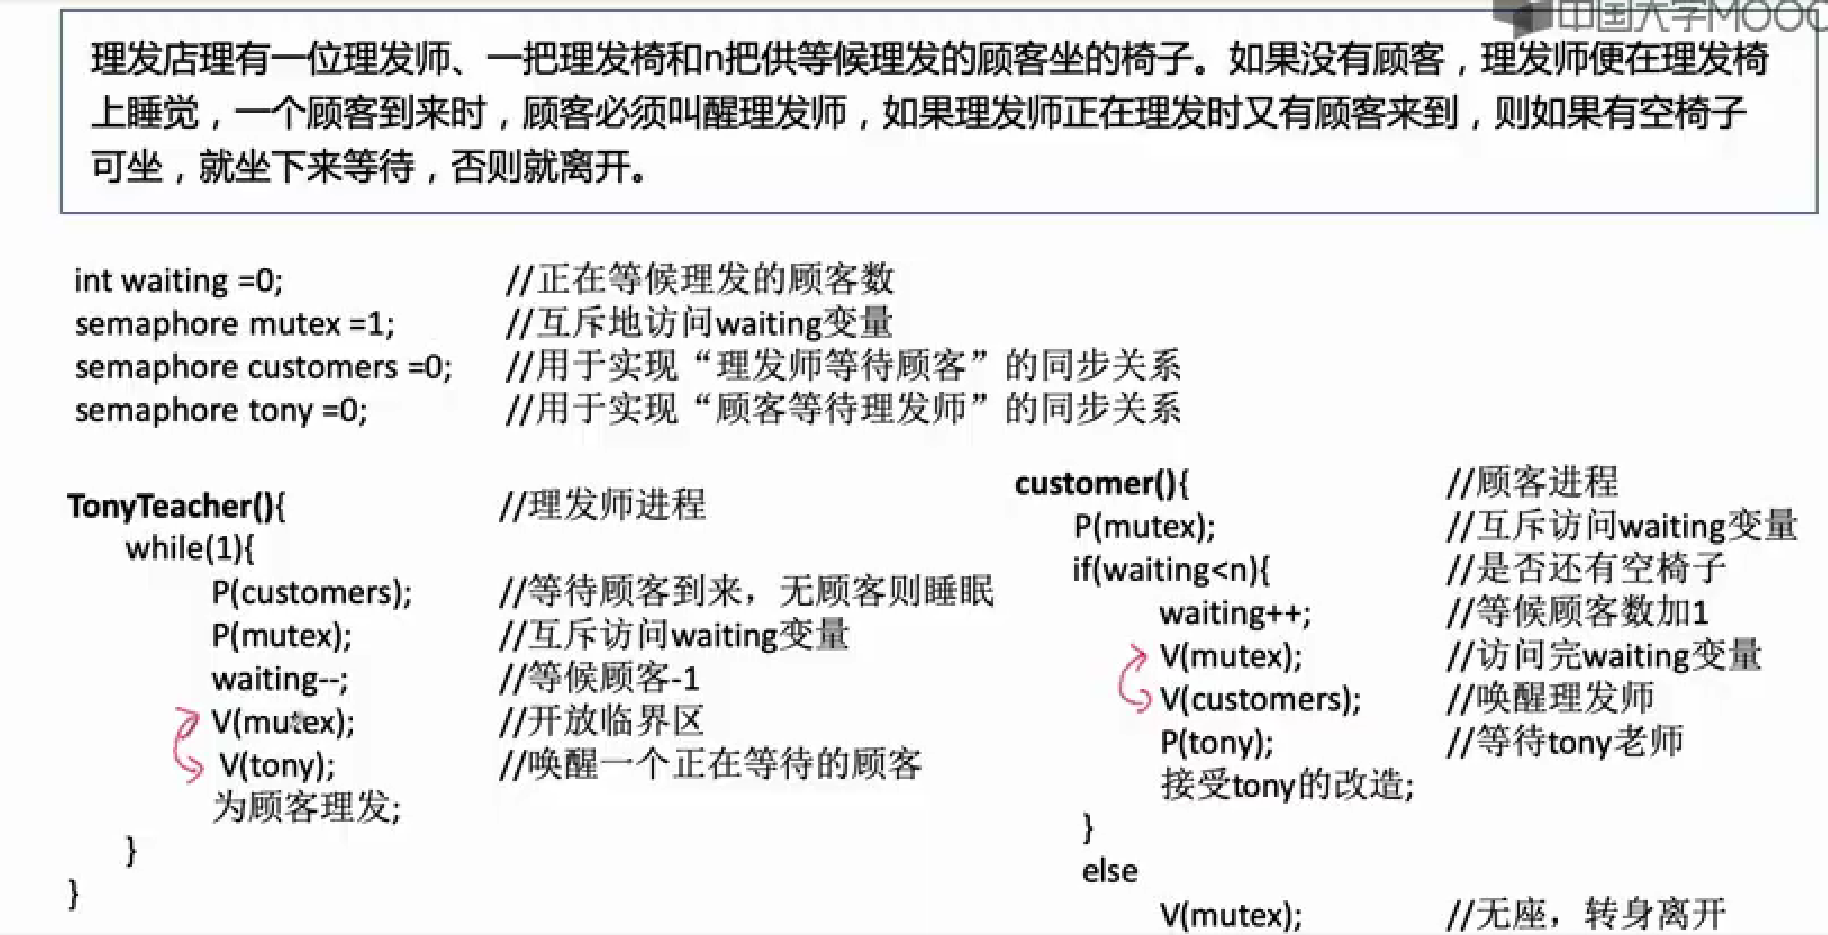 中国大学MOOC
理发店理有一位理发师、一把理发椅和n把供等候理发的顾客坐的椅子。如果没有顾客，理发师便在理发椅
上睡觉，一个顾客到来时，顾客必须叫醒理发师，如果理发师正在理发时又有顾客来到，则如果有空椅子
可坐，就坐下来等待，否则就离开。
int waiting =0; //正在等候理发的顾客数
semaphore mutex =1; //互斥地访问waiting变量
semaphore customers =0; //用于实现“理发师等待顾客”的同步关系
semaphore tony =0; //用于实现“顾客等待理发师”的同步关系
TonyTeacher(){ //理发师进程
while(1){
P(customers); //等待顾客到来，无顾客则睡眠
P(mutex); //互斥访问waiting变量
waiting--; //等候顾客-1
V(mutex); //开放临界区
V(tony); //唤醒一个正在等待的顾客
为顾客理发;
}
}
customer(){ //顾客进程
P(mutex); //互斥访问waiting变量
if(waiting<n){ //是否还有空椅子
waiting++; //等候顾客数加1
V(mutex); //访问完waiting变量
V(customers); //唤醒理发师
P(tony); //等待tony老师
接受tony的改造;
}
else
V(mutex); //无座，转身离开